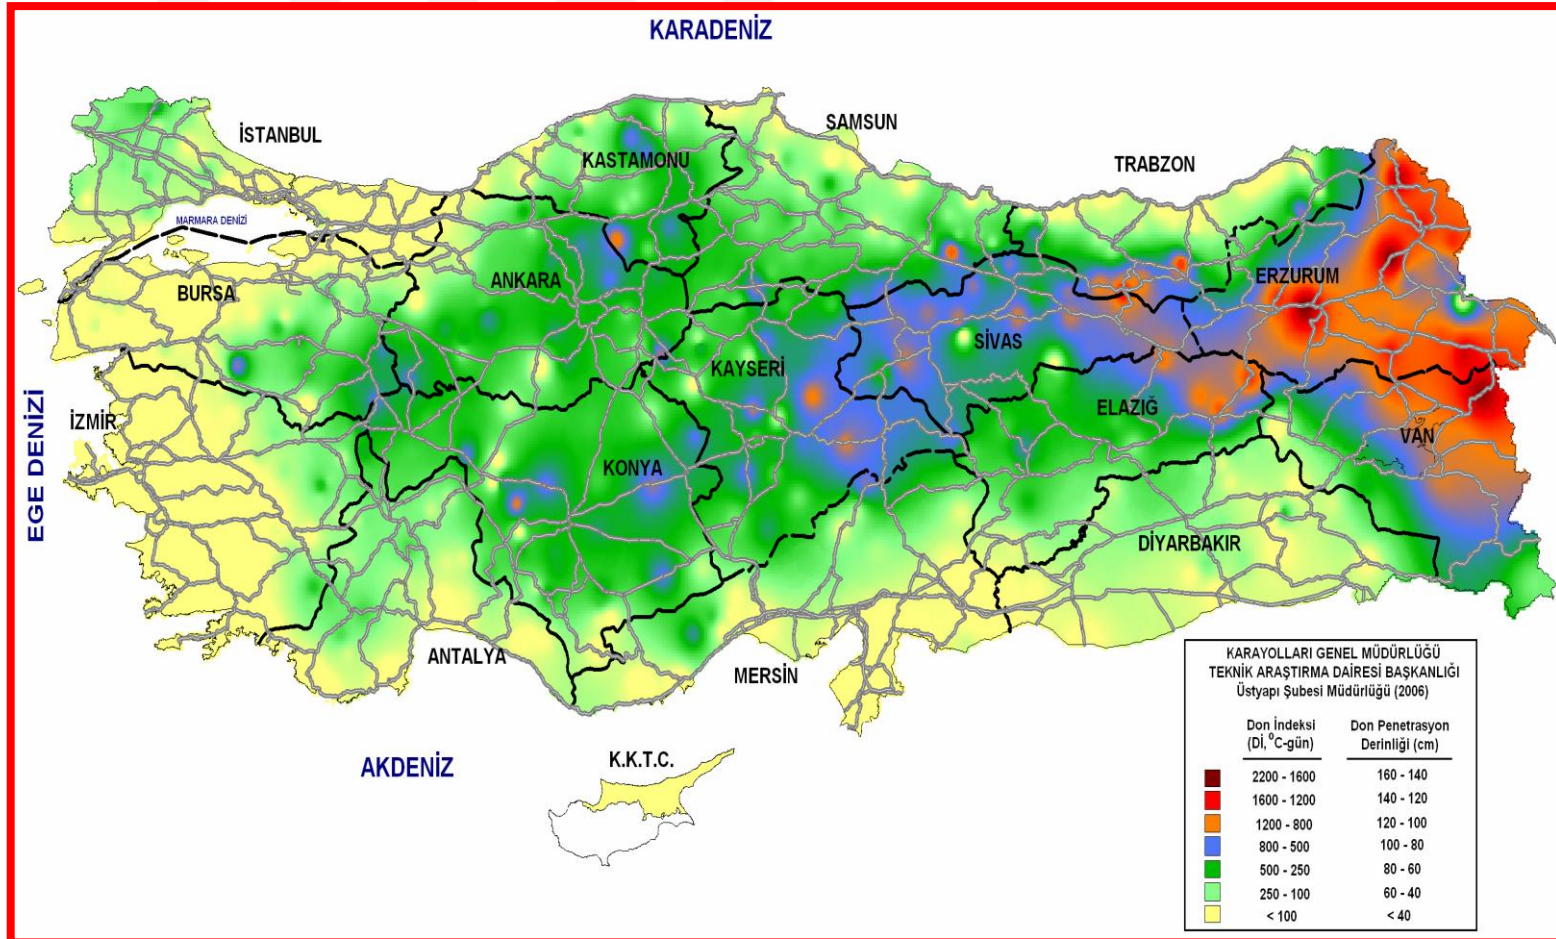 KARADENİZ
İSTANBUL
SAMSUN
KASTAMONU
TRABZON
MARMARA DENİZİ
BURSA
ANKARA
ERZURUM
SİVAS
KAYSERİ
EGE DENİZİ
İZMİR
ELAZIĞ
VAN
KONYA
DİYARBAKIR
ANTALYA
MERSİN
AKDENİZ
K.K.T.C.
KARAYOLLARI GENEL MÜDÜRLÜĞÜ
TEKNİK ARAŞTIRMA DAİRESİ BAŞKANLIĞI
Üstyapı Şubesi Müdürlüğü (2006)
Don İndeksi Don Penetrasyon
(Dİ, °C-gün) Derinliği (cm)
2200 - 1600 160 - 140
1600 - 1200 140 - 120
1200 - 800 120 - 100
800 - 500 100 - 80
500 - 250 80 - 60
250 - 100 60 - 40
< 100 < 40